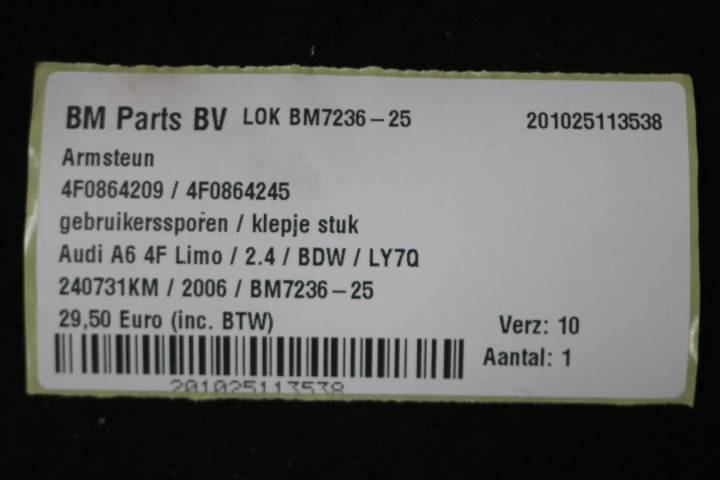 BM Parts BV LOK BM7236-25 201025113538
Armsteun
4F0864209 / 4F0864245
gebruikerssporen / klepje stuk
Audi A6 4F Limo / 2.4 / BDW / LY7Q
240731KM / 2006 / BM7236-25
29,50 Euro (inc. BTW) Verz: 10
Aantal: 1
201025113538